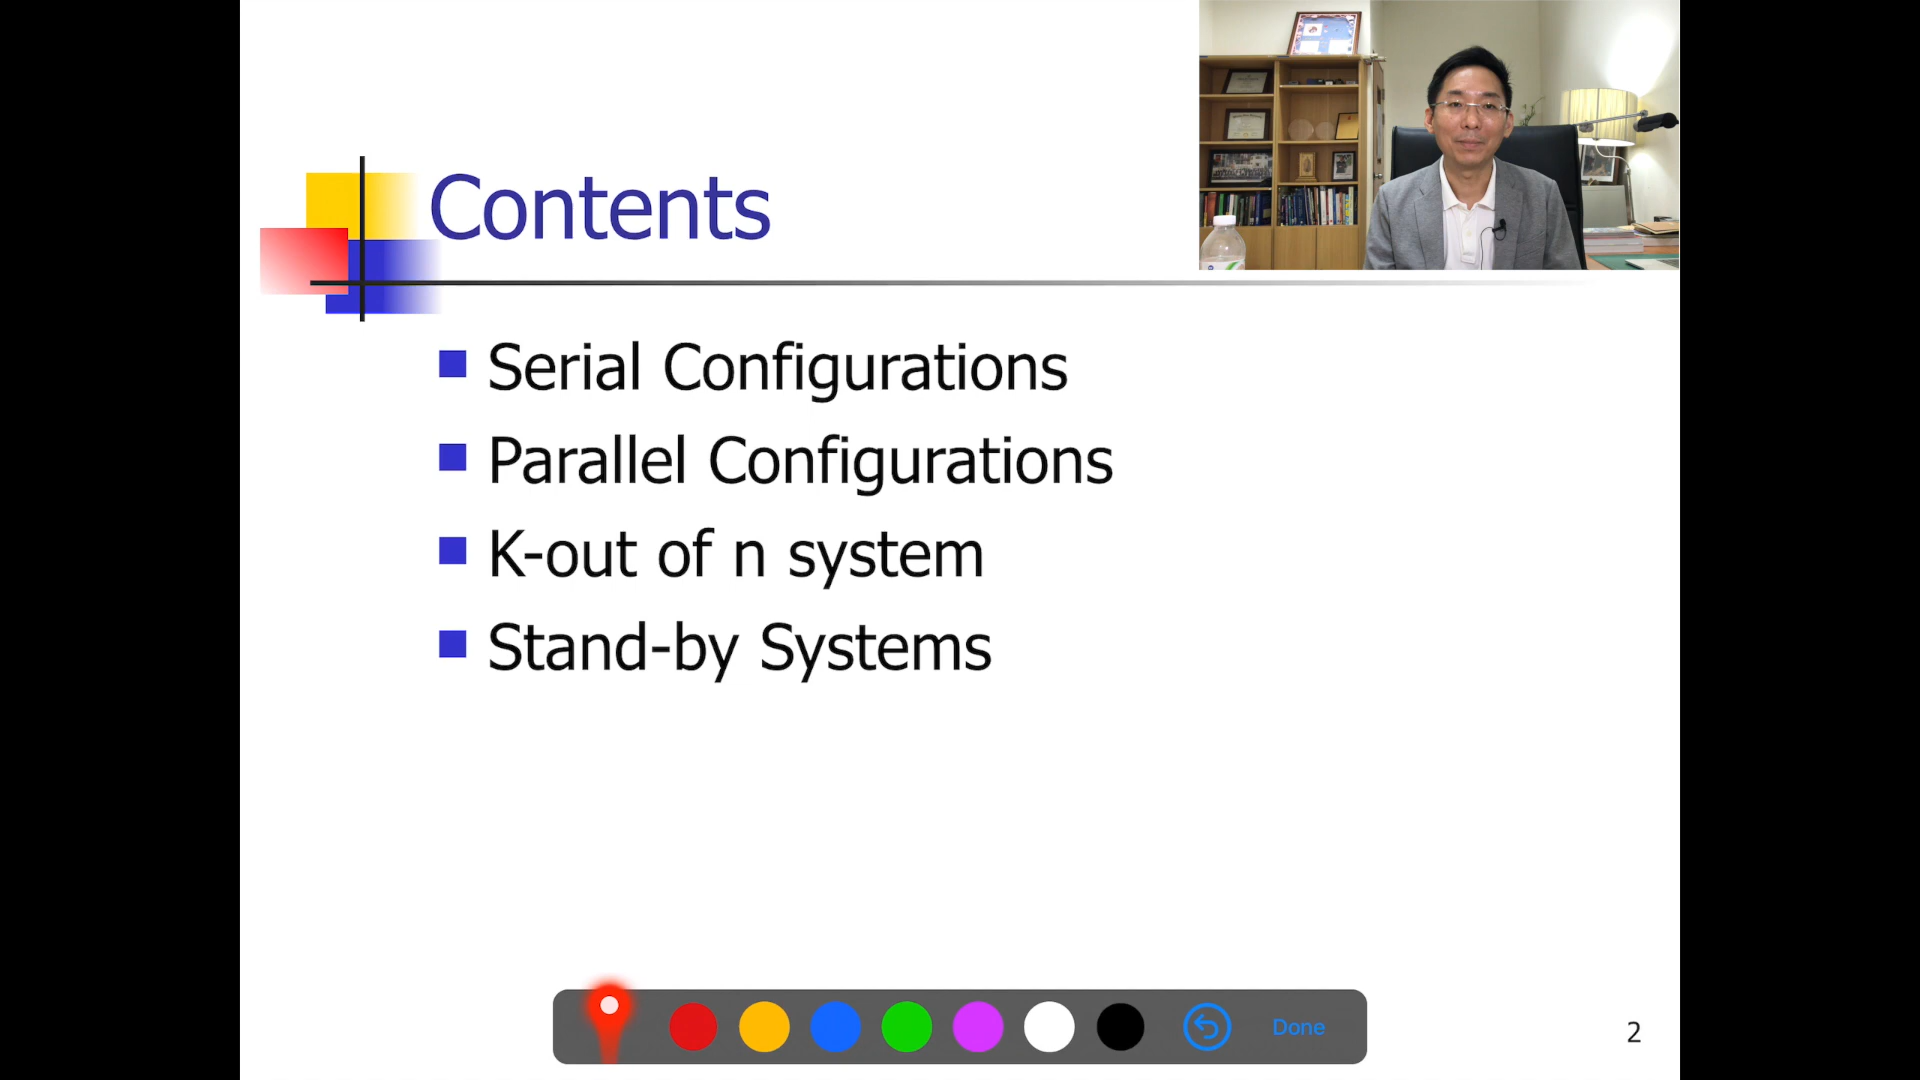 Contents
Serial Configurations
Parallel Configurations
K-out of n system
Stand-by Systems
Done
2